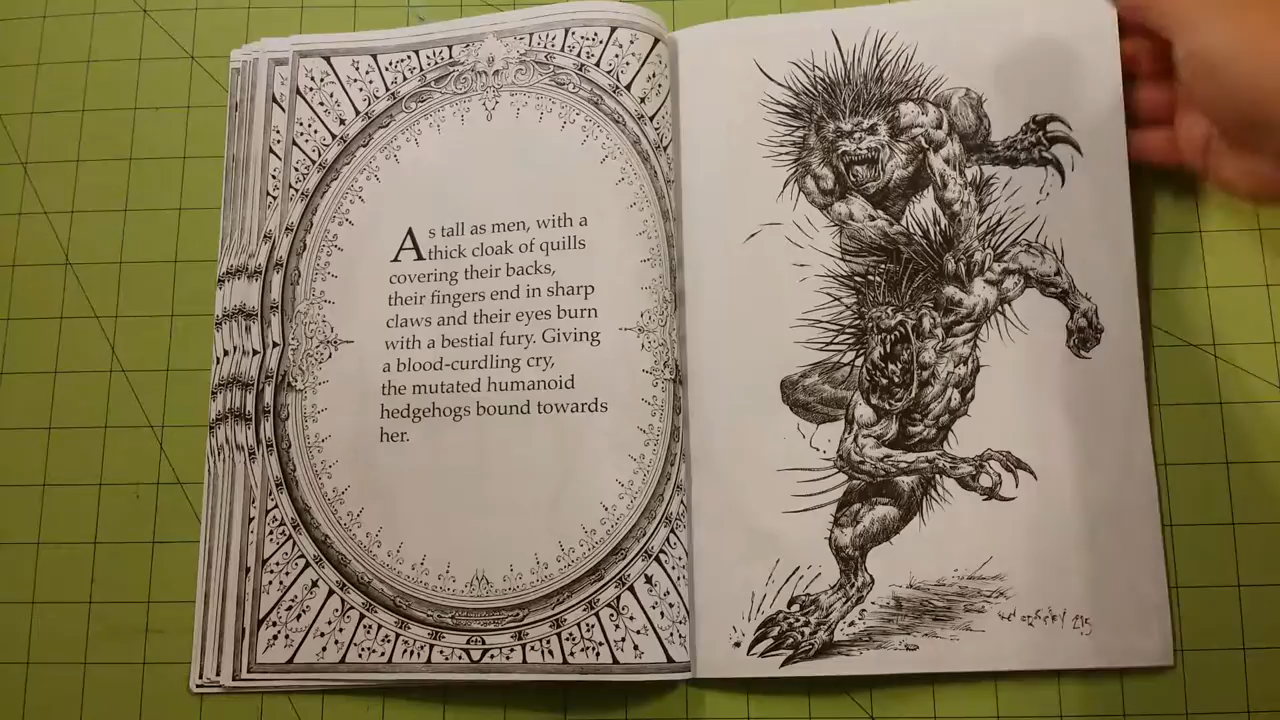 As tall as men, with a
thick cloak of quills
covering their backs,
their fingers end in sharp
claws and their eyes burn
with a bestial fury. Giving
a blood-curdling cry,
the mutated humanoid
hedgehogs bound towards
her.